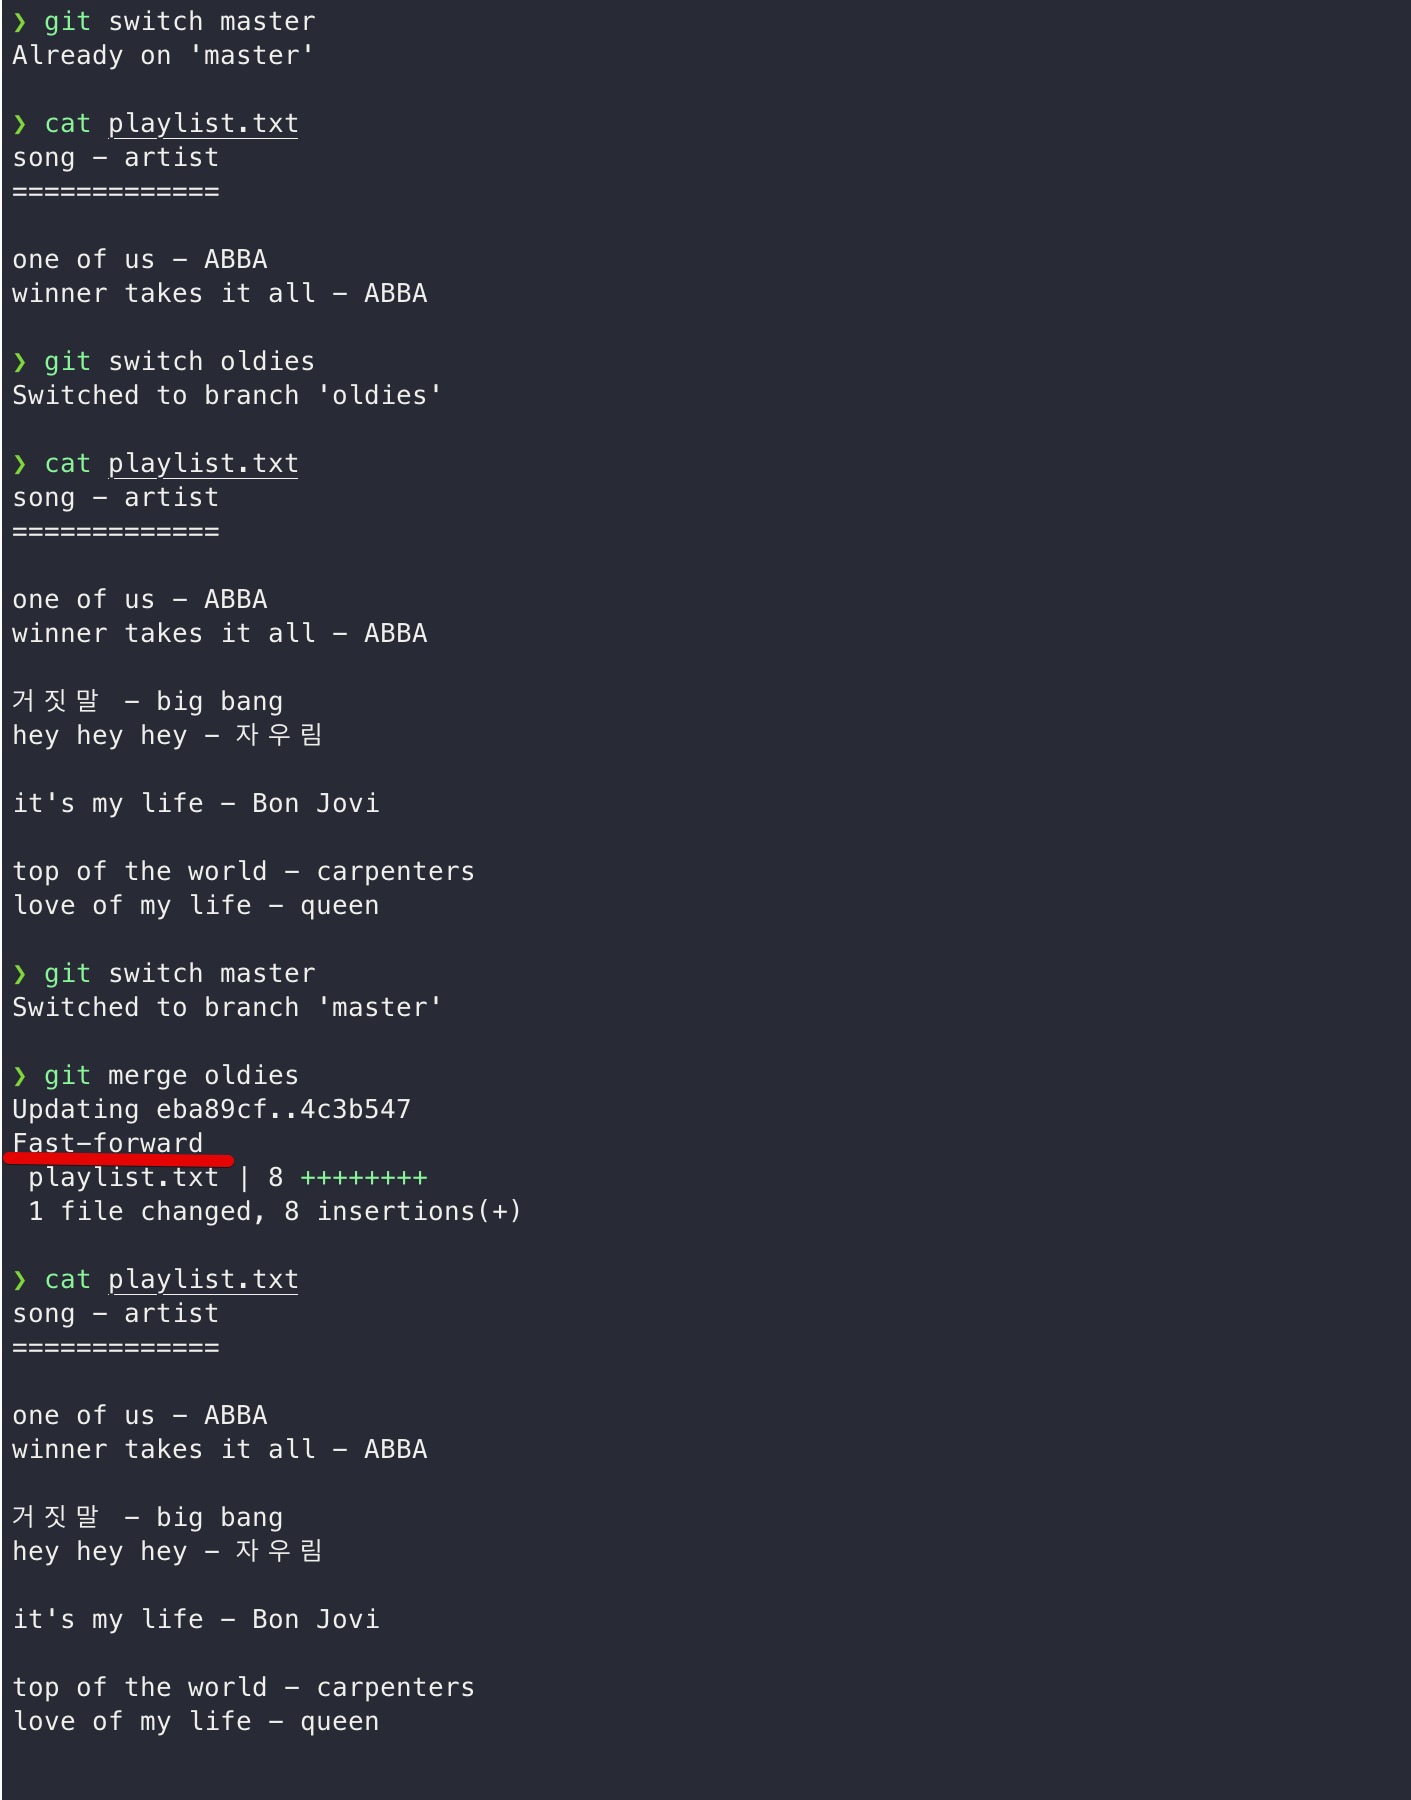 ❯ git switch master
Already on 'master'
❯ cat playlist.txt
song - artist
=============
one of us - ABBA
winner takes it all - ABBA
❯ git switch oldies
Switched to branch 'oldies'
❯ cat playlist.txt
song - artist
=============
one of us - ABBA
winner takes it all - ABBA
거짓말 - big bang
hey hey hey - 자우림
it's my life - Bon Jovi
top of the world - carpenters
love of my life - queen
❯ git switch master
Switched to branch 'master'
❯ git merge oldies
Updating eba89cf..4c3b547
Fast-forward
 playlist.txt | 8 ++++++++
 1 file changed, 8 insertions(+)
❯ cat playlist.txt
song - artist
=============
one of us - ABBA
winner takes it all - ABBA
거짓말 - big bang
hey hey hey - 자우림
it's my life - Bon Jovi
top of the world - carpenters
love of my life - queen